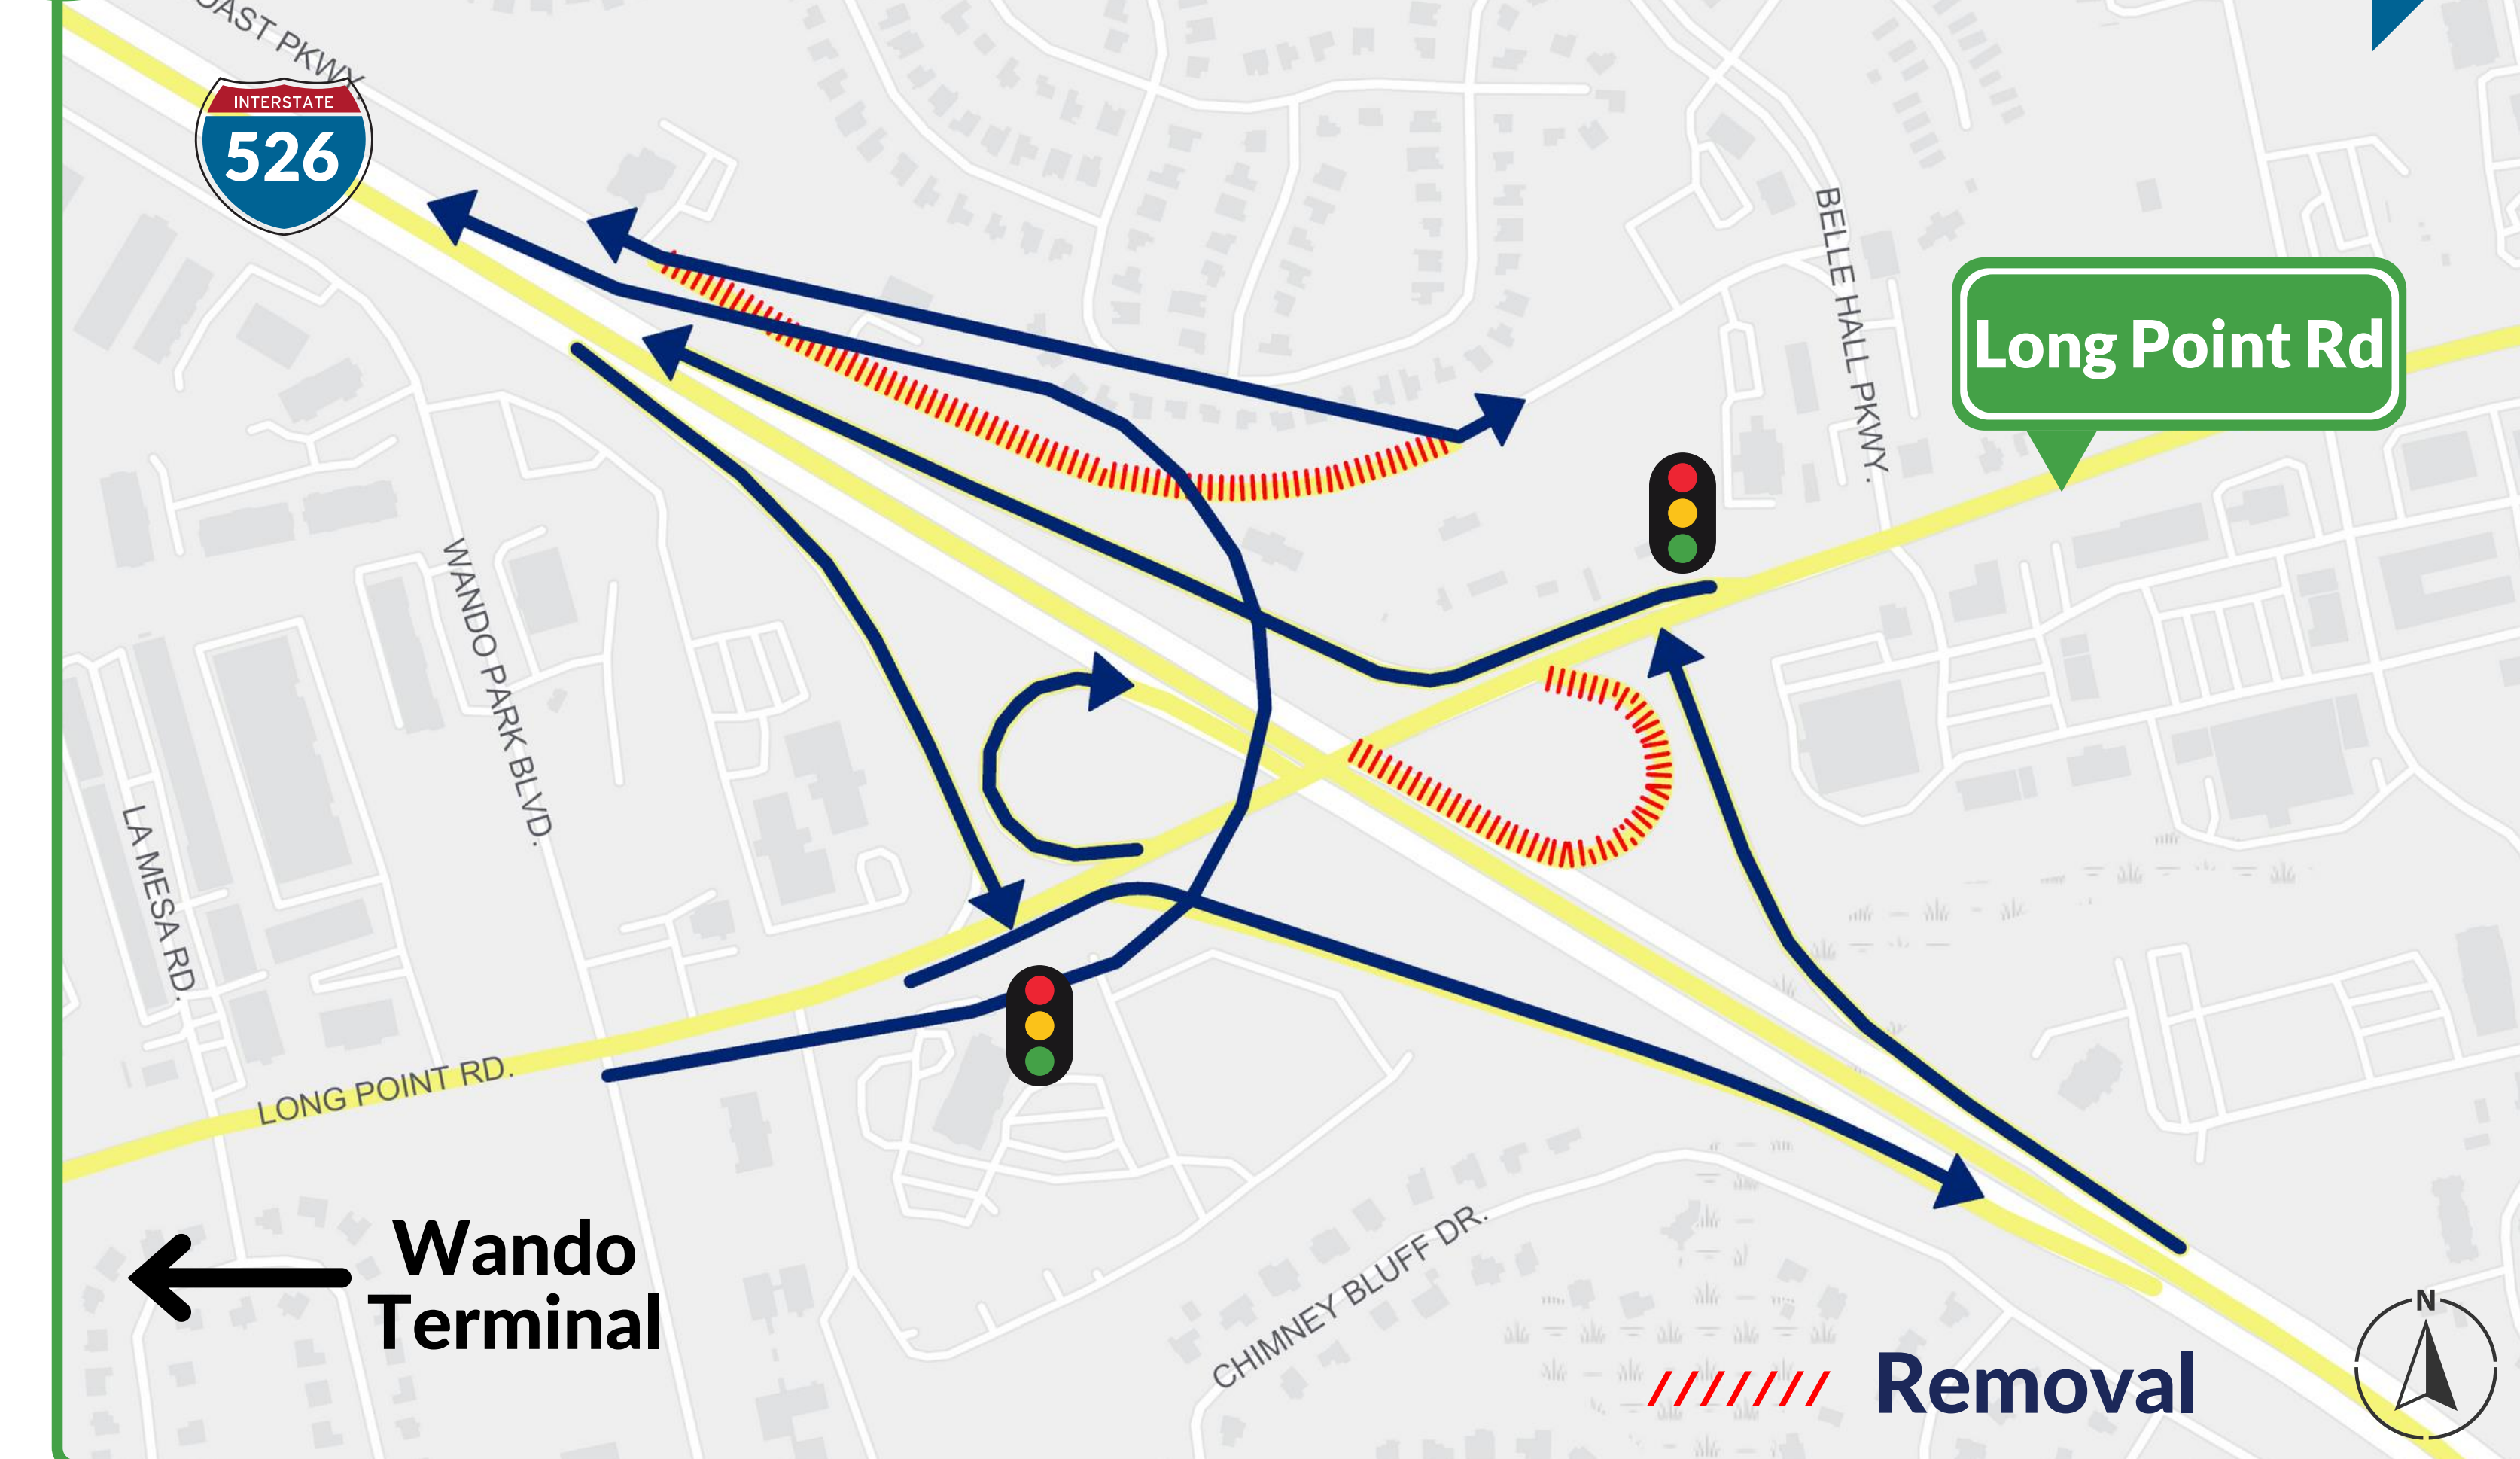 PKWY.
INTERSTATE
526
BELLE HALL PKWY.
Long Point Rd
WANDO PARK BLVD.
LA MESA RD.
LONG POINT RD.
Wando
Terminal
CHIMNEY BLUFF DR.
N
Removal